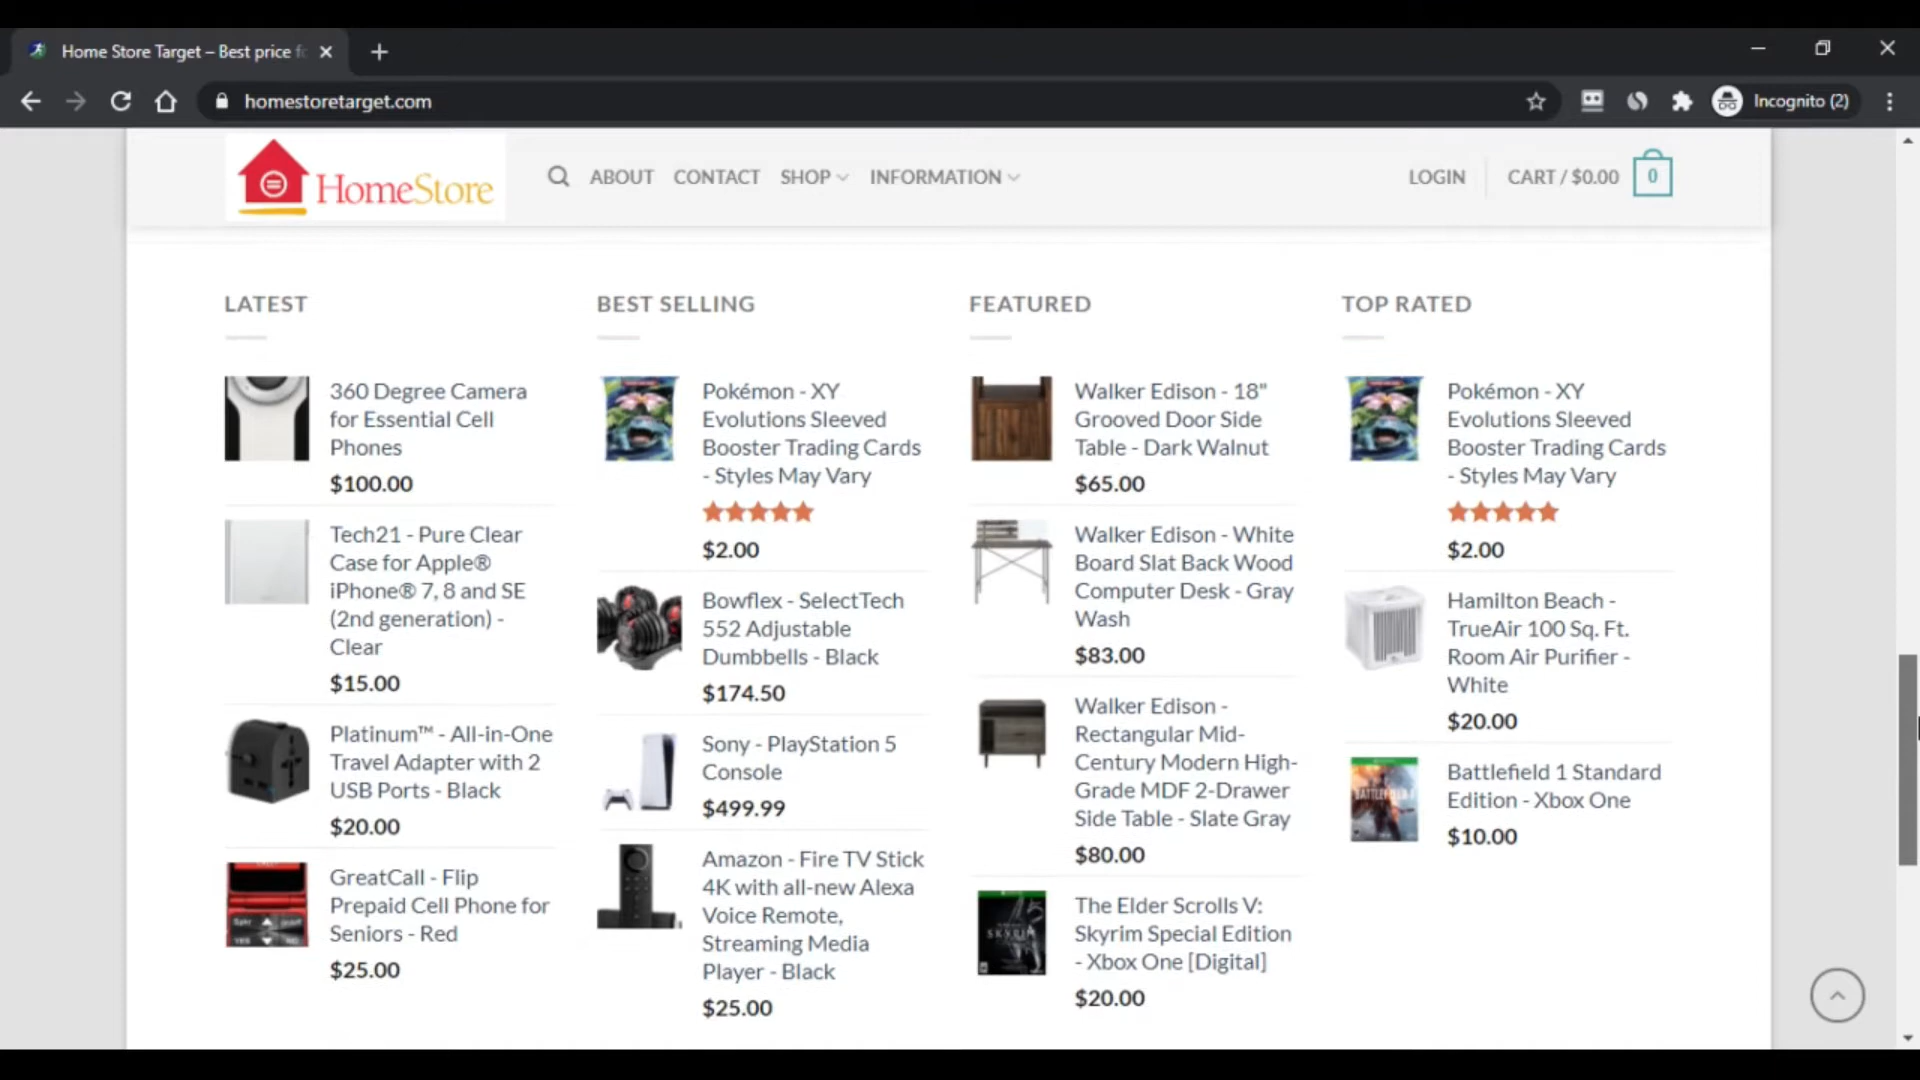 Home Store Target – Best price f
homestoretarget.com
Incognito (2)
HomeStore
ABOUT
CONTACT
SHOP
INFORMATION
LOGIN
CART / $0.00
0
LATEST
360 Degree Camera
for Essential Cell
Phones
$100.00
Tech21 - Pure Clear
Case for Apple®
iPhone® 7, 8 and SE
(2nd generation) -
Clear
$15.00
Platinum™ - All-in-One
Travel Adapter with 2
USB Ports - Black
$20.00
GreatCall - Flip
Prepaid Cell Phone for
Seniors - Red
$25.00
BEST SELLING
Pokémon - XY
Evolutions Sleeved
Booster Trading Cards
- Styles May Vary
$2.00
Bowflex - SelectTech
552 Adjustable
Dumbbells - Black
$174.50
Sony - PlayStation 5
Console
$499.99
Amazon - Fire TV Stick
4K with all-new Alexa
Voice Remote,
Streaming Media
Player - Black
$25.00
FEATURED
Walker Edison - 18"
Grooved Door Side
Table - Dark Walnut
$65.00
Walker Edison - White
Board Slat Back Wood
Computer Desk - Gray
Wash
$83.00
Walker Edison -
Rectangular Mid-
Century Modern High-
Grade MDF 2-Drawer
Side Table - Slate Gray
$80.00
SKYRIM
The Elder Scrolls V:
Skyrim Special Edition
- Xbox One [Digital]
$20.00
TOP RATED
Pokémon - XY
Evolutions Sleeved
Booster Trading Cards
- Styles May Vary
$2.00
Hamilton Beach -
TrueAir 100 Sq. Ft.
Room Air Purifier -
White
$20.00
BATTLEFIELD 1
Battlefield 1 Standard
Edition - Xbox One
$10.00